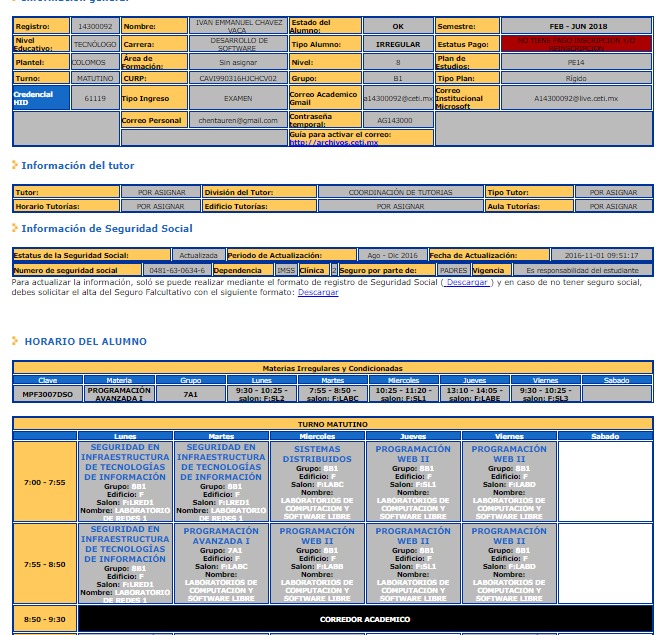 Información general
Registro: 14300092 Nombre: IVAN EMMANUEL CHAVEZ VACA Estado del Alumno: OK Semestre: FEB - JUN 2018
Nivel Educativo: TECNÓLOGO Carrera: DESARROLLO DE SOFTWARE Tipo Alumno: IRREGULAR Estatus Pago:
Plantel: COLOMOS Área de Formación: Sin asignar Nivel: 8 Plan de Estudios: PE14
Turno: MATUTINO CURP: CAVI990316HJCHCV02 Grupo: B1 Tipo Plan: Rígido
Credencial HID 61119 Tipo Ingreso EXAMEN Correo Academico Gmail a14300092@ceti.mx Correo Institucional Microsoft A14300092@live.ceti.mx
Correo Personal chentauren@gmail.com Contraseña temporal: AG143000
Guía para activar el correo:
http://archivos.ceti.mx
Información del tutor
Tutor: POR ASIGNAR División del Tutor: COORDINACIÓN DE TUTORIAS Tipo Tutor: POR ASIGNAR
Horario Tutorías: POR ASIGNAR Edificio Tutorías: POR ASIGNAR Aula Tutorías: POR ASIGNAR
Información de Seguridad Social
Estatus de la Seguridad Social: Actualizada Periodo de Actualización: Ago - Dic 2016 Fecha de Actualización: 2016-11-01 09:51:17
Numero de seguridad social 0481-63-0634-6 Dependencia IMSS Clínica 2 Seguro por parte de: PADRES Vigencia Es responsabilidad del estudiante
Para actualizar la información, soló se puede realizar mediante el formato de registro de Seguridad Social ( Descargar ) y en caso de no tener seguro social,
debes solicitar el alta del Seguro Falcultativo con el siguiente formato: Descargar
HORARIO DEL ALUMNO
Materias Irregulares y Condicionadas
Clave Materia Grupo Lunes Martes Miercoles Jueves Viernes Sabado
MPF3007DSO PROGRAMACIÓN AVANZADA I 7A1 9:30 - 10:25 - salon: F:SL2 7:55 - 8:50 - salon: F:LABC 10:25 - 11:20 - salon: F:SL1 13:10 - 14:05 - salon: F:LABE 9:30 - 10:25 - salon: F:SL3
TURNO MATUTINO
Lunes Martes Miercoles Jueves Viernes Sabado
7:00 - 7:55
SEGURIDAD EN INFRAESTRUCTURA DE TECNOLOGÍAS DE INFORMACIÓN Grupo: 8B1 Edificio: F Salon: F:LRED1 Nombre: LABORATORIO DE REDES 1
SEGURIDAD EN INFRAESTRUCTURA DE TECNOLOGÍAS DE INFORMACIÓN Grupo: 8B1 Edificio: F Salon: F:LRED1 Nombre: LABORATORIO DE REDES 1
SISTEMAS DISTRIBUIDOS Grupo: 8B1 Edificio: F Salon: F:LABC Nombre: LABORATORIOS DE COMPUTACION Y SOFTWARE LIBRE
PROGRAMACIÓN WEB II Grupo: 8B1 Edificio: F Salon: F:SL1 Nombre: LABORATORIOS DE COMPUTACION Y SOFTWARE LIBRE
PROGRAMACIÓN WEB II Grupo: 8B1 Edificio: F Salon: F:LABD Nombre: LABORATORIOS DE COMPUTACION Y SOFTWARE LIBRE
7:55 - 8:50
SEGURIDAD EN INFRAESTRUCTURA DE TECNOLOGÍAS DE INFORMACIÓN Grupo: 8B1 Edificio: F Salon: F:LRED1 Nombre: LABORATORIO DE REDES 1
PROGRAMACIÓN AVANZADA I Grupo: 7A1 Edificio: F Salon: F:LABC Nombre: LABORATORIOS DE COMPUTACION Y SOFTWARE LIBRE
PROGRAMACIÓN WEB II Grupo: 8B1 Edificio: F Salon: F:LABB Nombre: LABORATORIOS DE COMPUTACION Y SOFTWARE LIBRE
PROGRAMACIÓN WEB II Grupo: 8B1 Edificio: F Salon: F:SL1 Nombre: LABORATORIOS DE COMPUTACION Y SOFTWARE LIBRE
PROGRAMACIÓN WEB II Grupo: 8B1 Edificio: F Salon: F:LABD Nombre: LABORATORIOS DE COMPUTACION Y SOFTWARE LIBRE
8:50 - 9:30 CORREDOR ACADEMICO